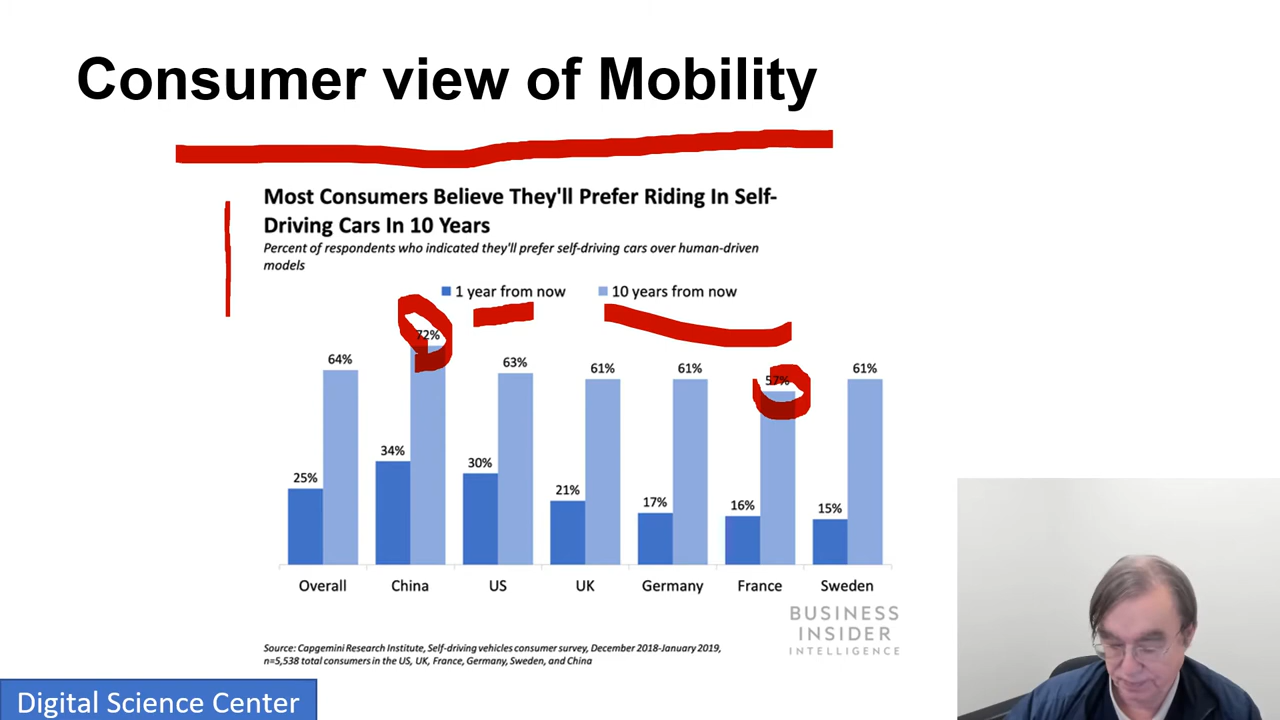 Consumer view of Mobility
Most Consumers Believe They'll Prefer Riding In Self-
Driving Cars In 10 Years
Percent of respondents who indicated they'll prefer self-driving cars over human-driven
models
1 year from now
10 years from now
64%
72%
63%
61%
61%
57%
61%
25%
34%
30%
21%
17%
16%
15%
Overall
China
US
UK
Germany
France
Sweden
BUSINESS
INSIDER
INTELLIGENCE
Source: Capgemini Research Institute, Self-driving vehicles consumer survey, December 2018-January 2019,
n=5,538 total consumers in the US, UK, France, Germany, Sweden, and China
Digital Science Center